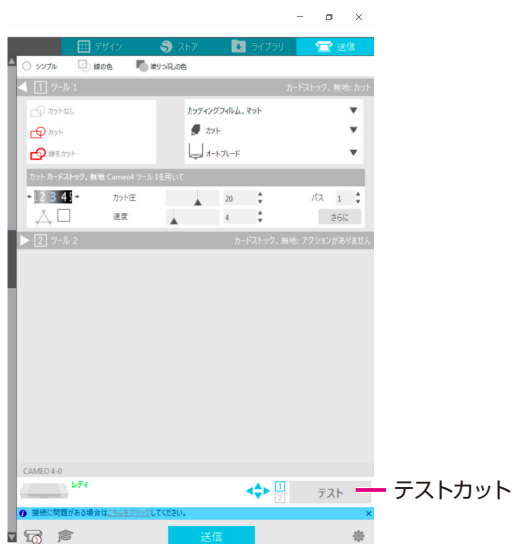 デザイン ストア ライブラリ 送信
シンプル 線の色 塗りつぶしの色
1 ツール 1 カードストック、無地: カット
カットなし
カット
線をカット
カッティングフィルム、マット
カット
オートブレード
カット カードストック、無地 Cameo4 ツール 1を用いて
2 3 4 カット圧 20 パス 1
速度 4 さらに
2 ツール 2 カードストック、無地: アクションがありません
CAMEO 4-0
レディ
1
2
テスト テストカット
接続に問題がある場合はこちらをクリックしてください。
送信